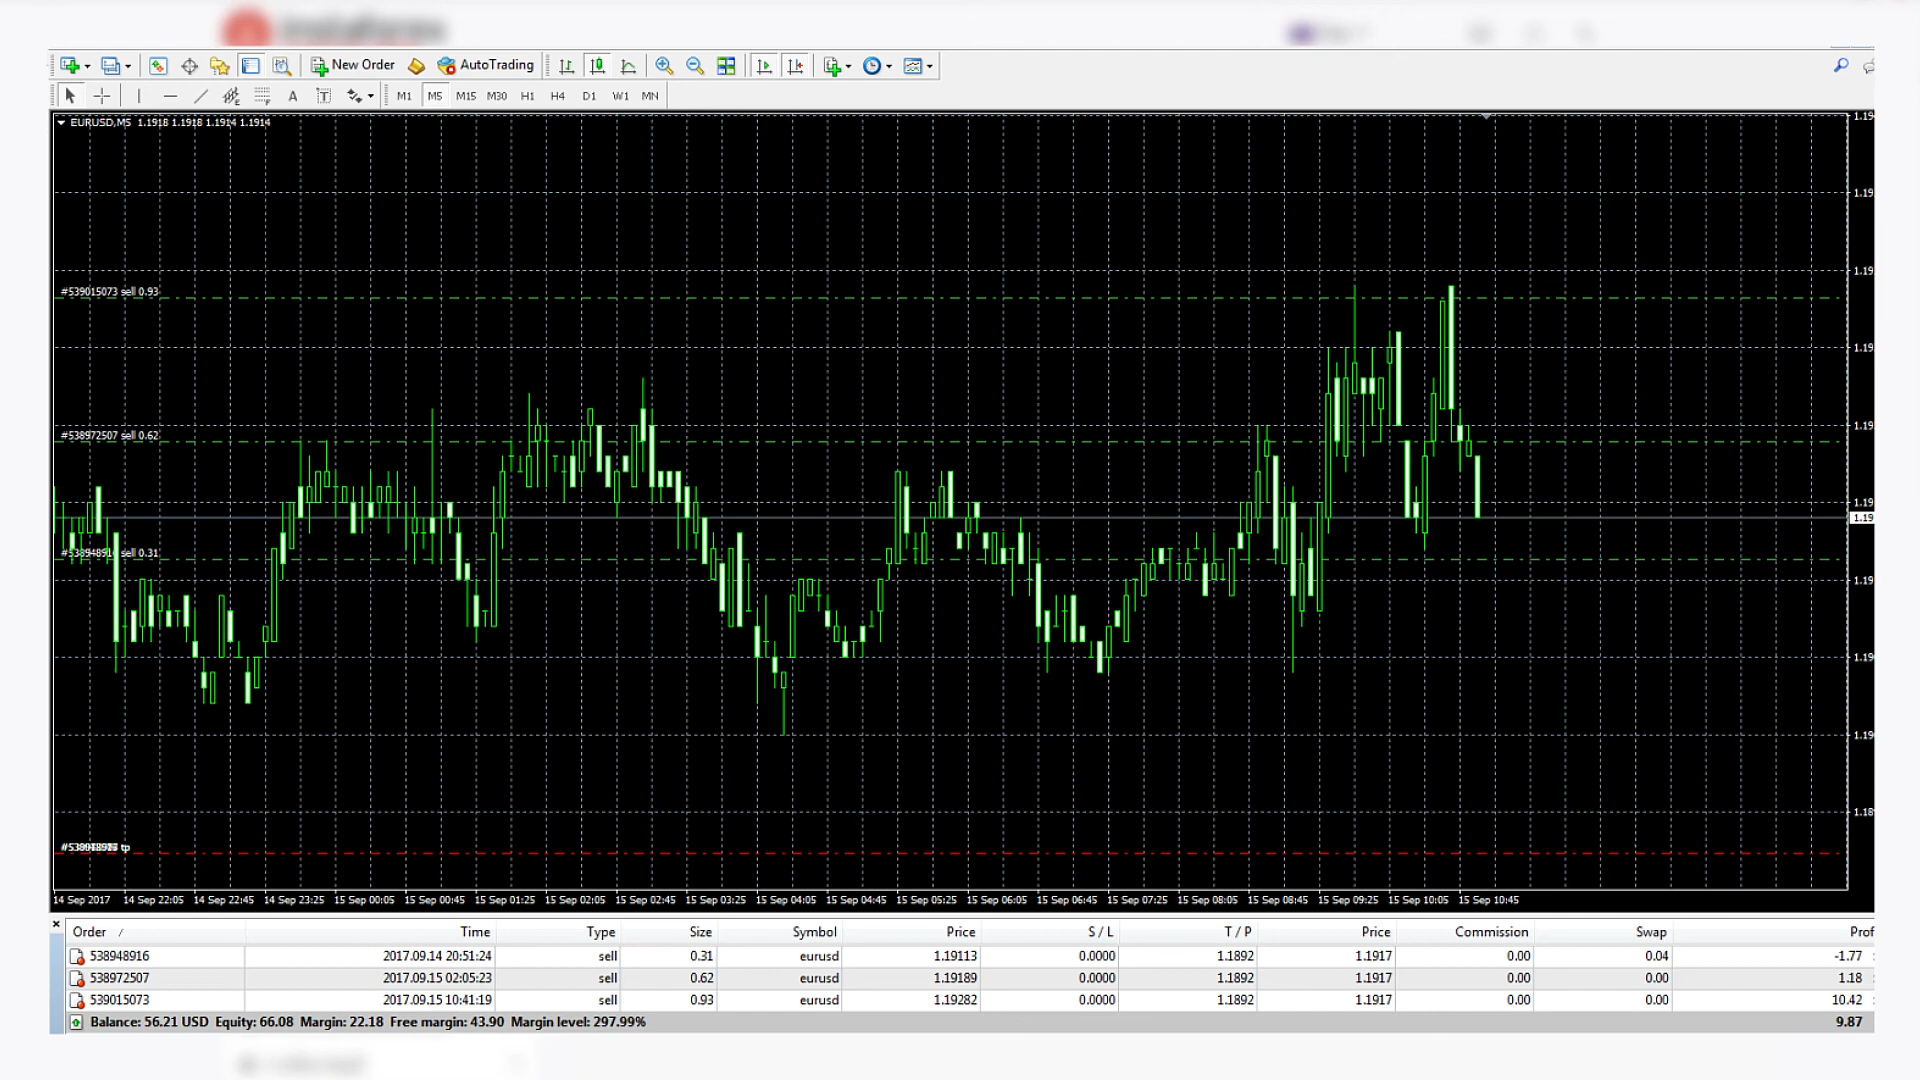 New Order AutoTrading
A T M1 M5 M15 M30 H1 H4 D1 W1 MN
EURUSD,M5 1.1918 1.1918 1.1914 1.1914
#539015073 sell 0.93
#538972507 sell 0.62
#538948916 sell 0.31
tp
1.19
1.19
1.19
1.19
1.19
1.19
1.19
1.19
1.19
1.19
1.18
14 Sep 2017 14 Sep 22:05 14 Sep 22:45 14 Sep 23:25 15 Sep 00:05 15 Sep 00:45 15 Sep 01:25 15 Sep 02:05 15 Sep 02:45 15 Sep 03:25 15 Sep 04:05 15 Sep 04:45 15 Sep 05:25 15 Sep 06:05 15 Sep 06:45 15 Sep 07:25 15 Sep 08:05 15 Sep 08:45 15 Sep 09:25 15 Sep 10:05 15 Sep 10:45
Order / Time Type Size Symbol Price S / L T / P Price Commission Swap Prof
538948916 2017.09.14 20:51:24 sell 0.31 eurusd 1.19113 0.0000 1.1892 1.1917 0.00 0.04 -1.77
538972507 2017.09.15 02:05:23 sell 0.62 eurusd 1.19189 0.0000 1.1892 1.1917 0.00 0.00 1.18
539015073 2017.09.15 10:41:19 sell 0.93 eurusd 1.19282 0.0000 1.1892 1.1917 0.00 0.00 10.42
Balance: 56.21 USD Equity: 66.08 Margin: 22.18 Free margin: 43.90 Margin level: 297.99% 9.87